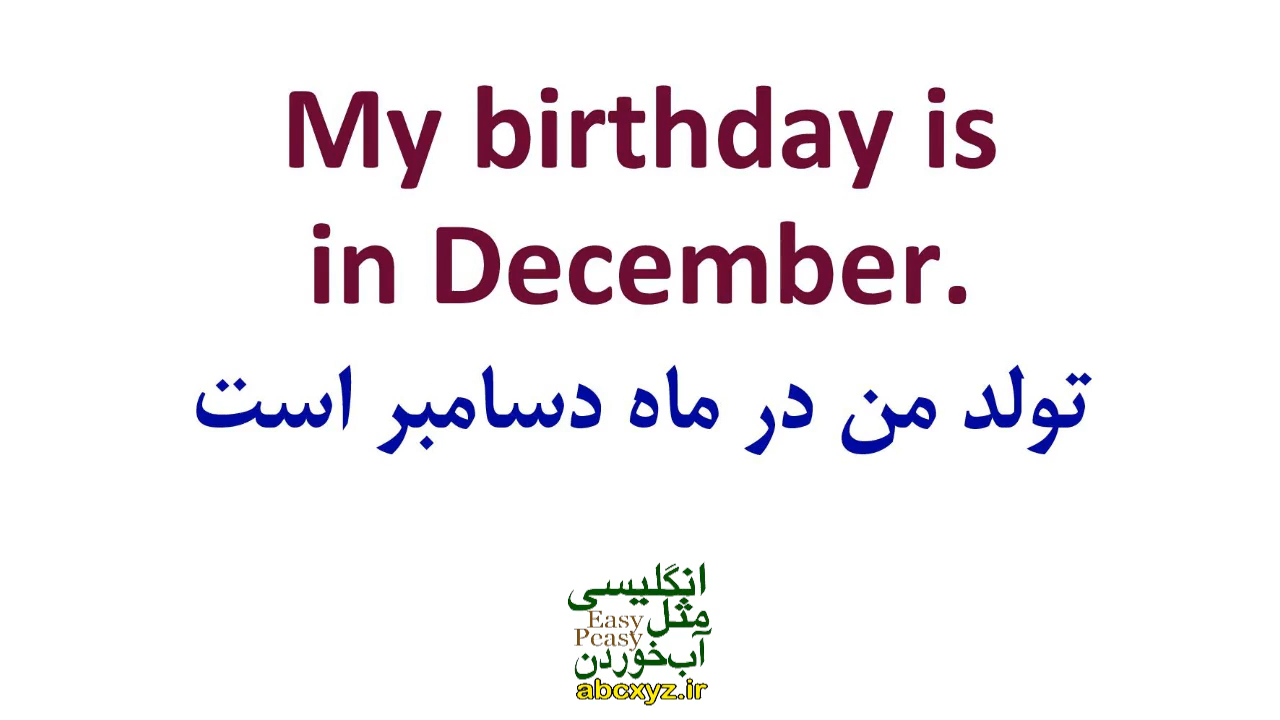 My birthday is
in December.
تولد من در ماه دسامبر است
انگلیسی
مثل
Easy
Peasy
آب‌خوردن
abcxyz.ir